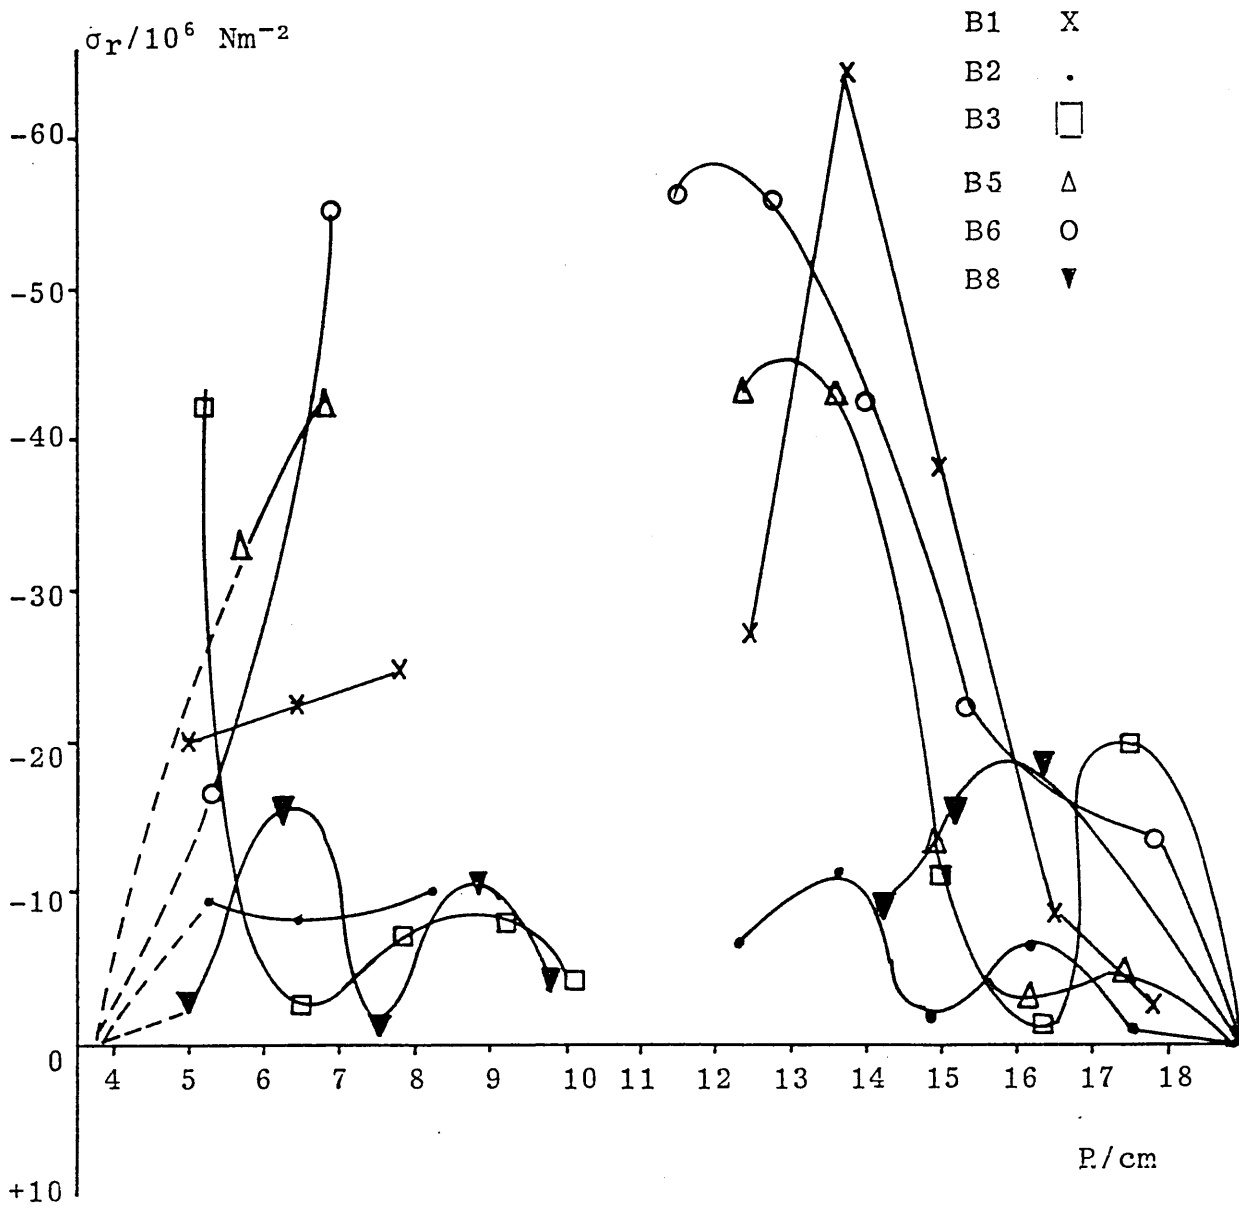 σr/10⁶ Nm⁻²
B1 X
B2 .
B3 □
B5 Δ
B6 O
B8 ▼
-60
-50
-40
-30
-20
-10
0
+10
4 5 6 7 8 9 10 11 12 13 14 15 16 17 18
R/cm